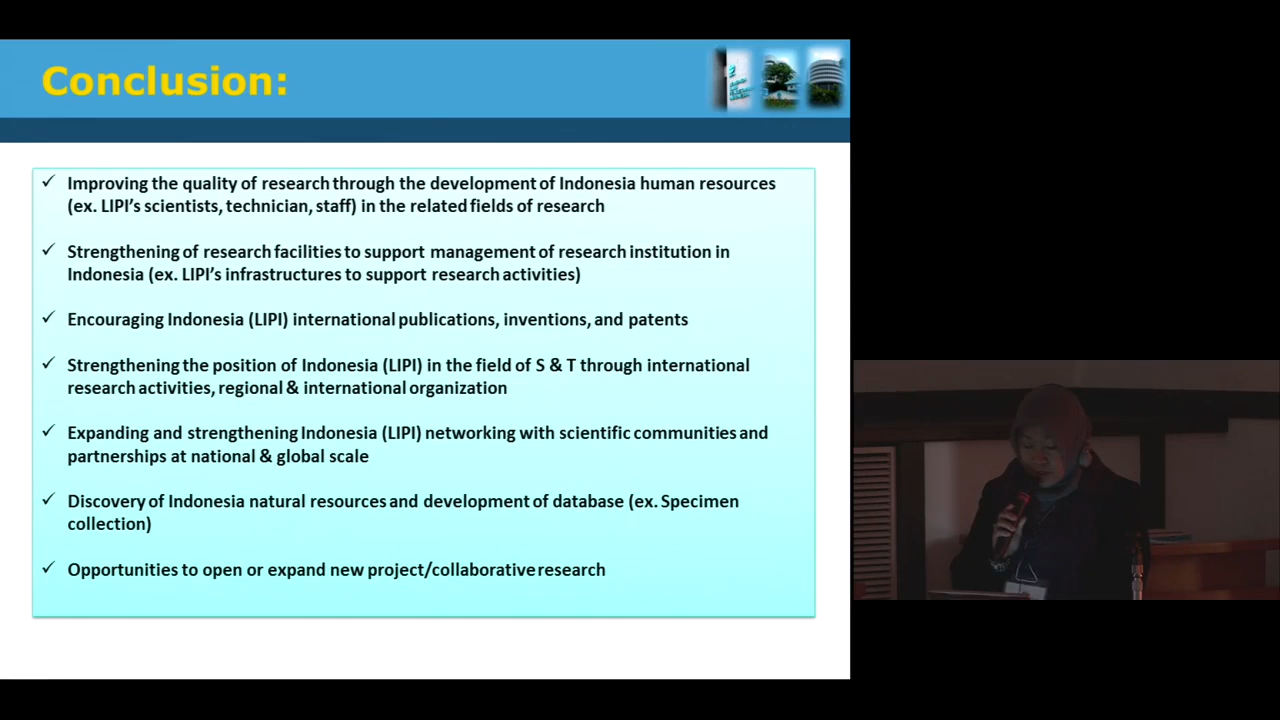 Conclusion:
✓ Improving the quality of research through the development of Indonesia human resources
(ex. LIPI's scientists, technician, staff) in the related fields of research
✓ Strengthening of research facilities to support management of research institution in
Indonesia (ex. LIPI's infrastructures to support research activities)
✓ Encouraging Indonesia (LIPI) international publications, inventions, and patents
✓ Strengthening the position of Indonesia (LIPI) in the field of S & T through international
research activities, regional & international organization
✓ Expanding and strengthening Indonesia (LIPI) networking with scientific communities and
partnerships at national & global scale
✓ Discovery of Indonesia natural resources and development of database (ex. Specimen
collection)
✓ Opportunities to open or expand new project/collaborative research